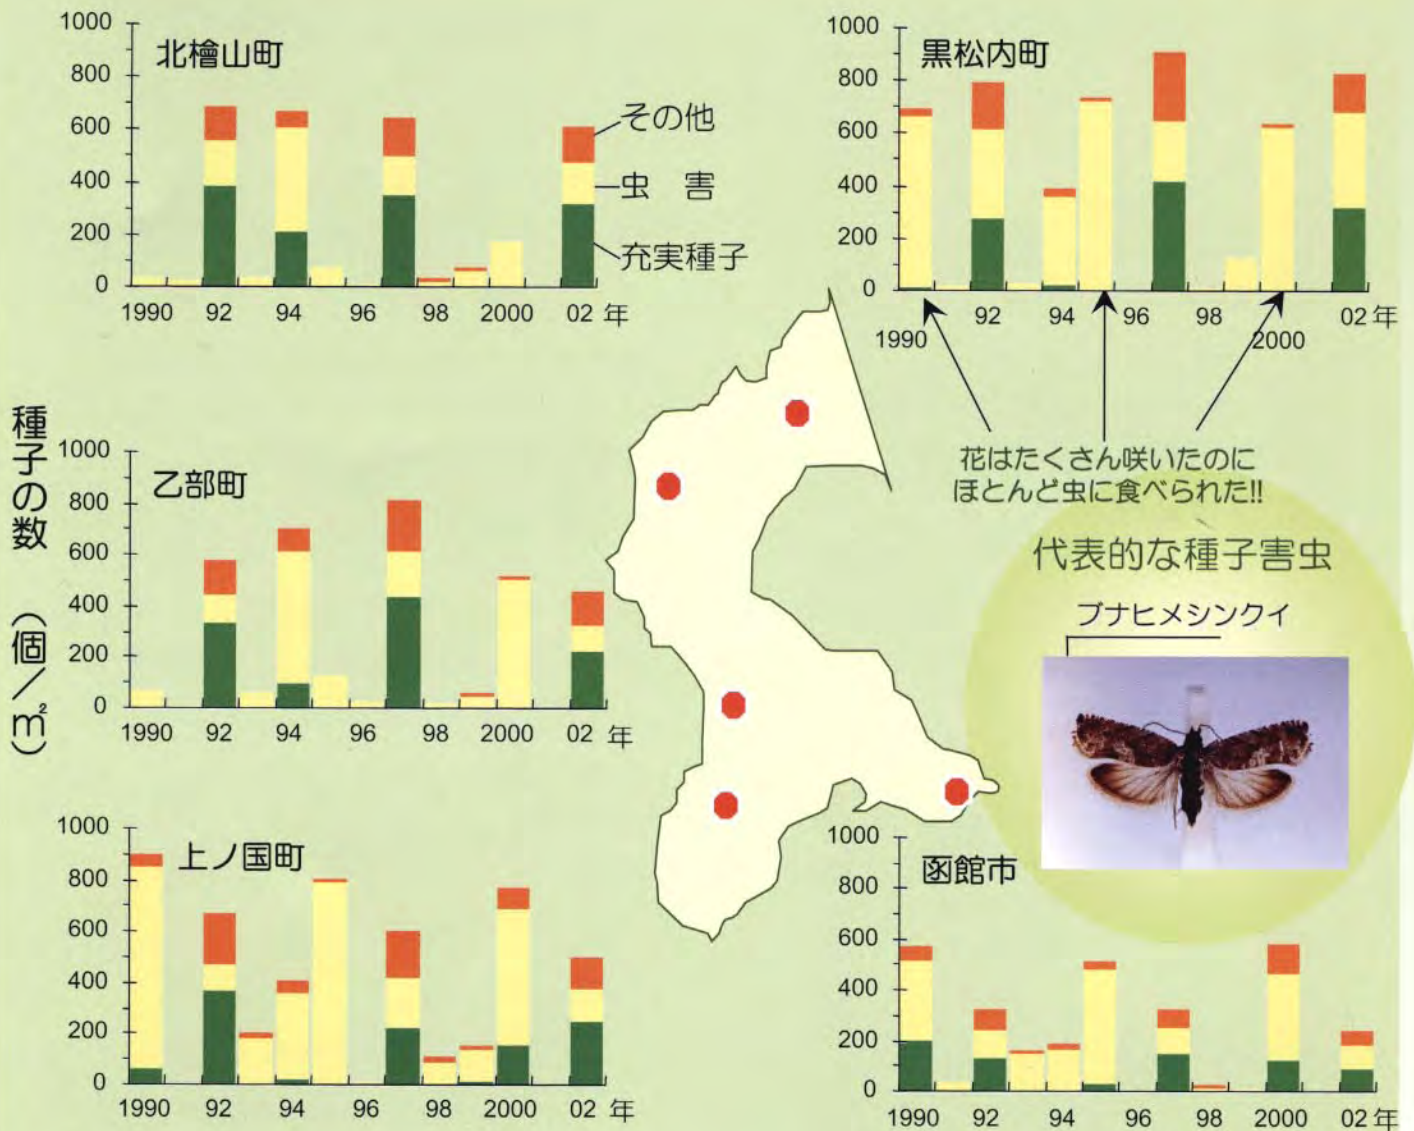 種子の数 (個/㎡)
北檜山町
1000
800
600
400
200
0
1990 92 94 96 98 2000 02 年
その他
虫 害
充実種子
黒松内町
1000
800
600
400
200
0
92 94 96 98 02 年
1990 2000
花はたくさん咲いたのに
ほとんど虫に食べられた!!
代表的な種子害虫
ブナヒメシンクイ
乙部町
1000
800
600
400
200
0
1990 92 94 96 98 2000 02 年
上ノ国町
1000
800
600
400
200
0
1990 92 94 96 98 2000 02 年
函館市
1000
800
600
400
200
0
1990 92 94 96 98 2000 02 年